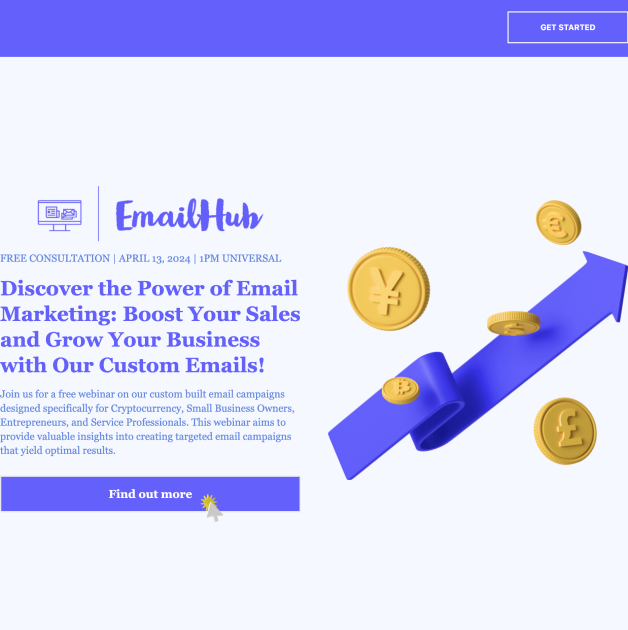 GET STARTED
EmailHub
FREE CONSULTATION | APRIL 13, 2024 | 1PM UNIVERSAL
Discover the Power of Email
Marketing: Boost Your Sales
and Grow Your Business
with Our Custom Emails!
Join us for a free webinar on our custom built email campaigns
designed specifically for Cryptocurrency, Small Business Owners,
Entrepreneurs, and Service Professionals. This webinar aims to
provide valuable insights into creating targeted email campaigns
that yield optimal results.
Find out more